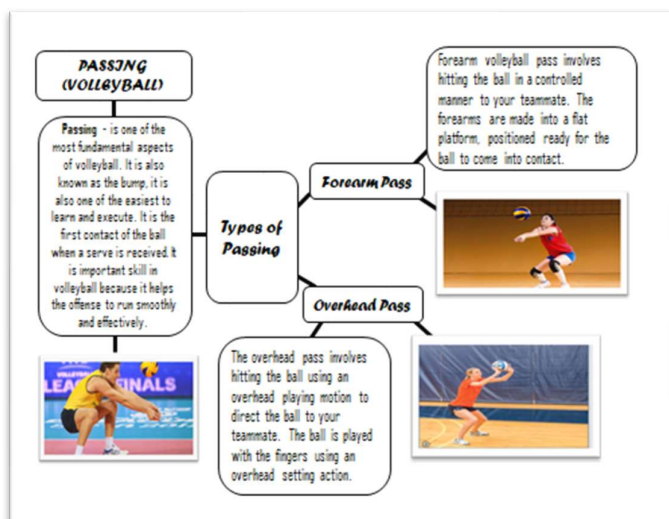 PASSING
(VOLLEYBALL)
Passing - is one of the
most fundamental aspects
of volleyball. It is also
known as the bump, it is
also one of the easiest to
learn and execute. It is the
first contact of the ball
when a serve is received. It
is important skill in
volleyball because it helps
the offense to run smoothly
and effectively.
Types of
Passing
Forearm Pass
Forearm volleyball pass involves
hitting the ball in a controlled
manner to your teammate. The
forearms are made into a flat
platform, positioned ready for the
ball to come into contact.
Overhead Pass
The overhead pass involves
hitting the ball using an
overhead playing motion to
direct the ball to your
teammate. The ball is played
with the fingers using an
overhead setting action.
FINALS